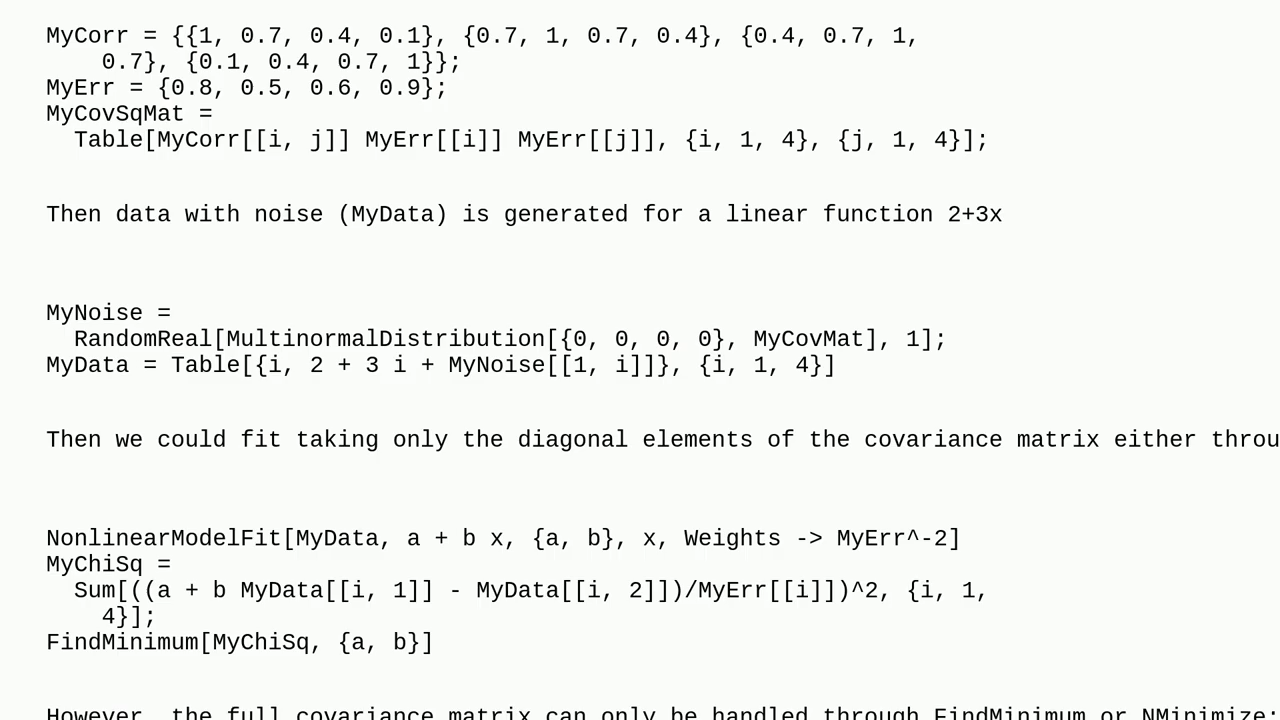 MyCorr = {{1, 0.7, 0.4, 0.1}, {0.7, 1, 0.7, 0.4}, {0.4, 0.7, 1,
0.7}, {0.1, 0.4, 0.7, 1}};
MyErr = {0.8, 0.5, 0.6, 0.9};
MyCovSqMat =
Table[MyCorr[[i, j]] MyErr[[i]] MyErr[[j]], {i, 1, 4}, {j, 1, 4}];
Then data with noise (MyData) is generated for a linear function 2+3x
MyNoise =
RandomReal[MultinormalDistribution[{0, 0, 0, 0}, MyCovMat], 1];
MyData = Table[{i, 2 + 3 i + MyNoise[[1, i]]}, {i, 1, 4}]
Then we could fit taking only the diagonal elements of the covariance matrix either throu
NonlinearModelFit[MyData, a + b x, {a, b}, x, Weights -> MyErr^-2]
MyChiSq =
Sum[((a + b MyData[[i, 1]] - MyData[[i, 2]])/MyErr[[i]])^2, {i, 1,
4}];
FindMinimum[MyChiSq, {a, b}]
However, the full covariance matrix can only be handled through FindMinimum or NMinimize: